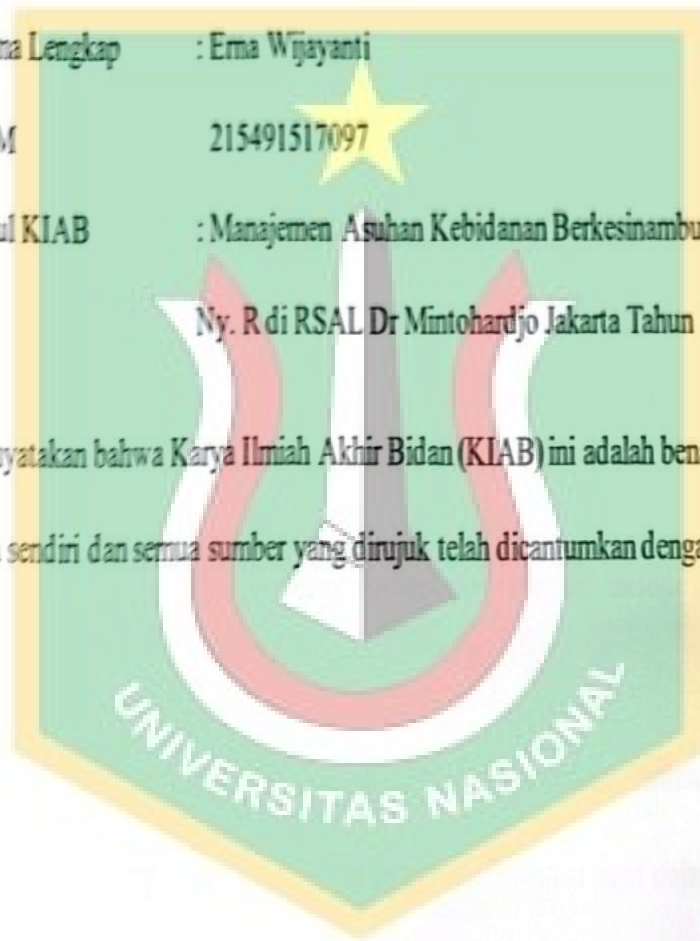 na Lengkap : Erna Wijayanti
M 215491517097
ul KIAB : Manajemen Asuhan Kebidanan Berkesinambu
Ny. R di RSAL Dr Mintohardjo Jakarta Tahun
yatakan bahwa Karya Ilmiah Akhir Bidan (KIAB) ini adalah ben
sendiri dan semua sumber yang dirujuk telah dicantumkan denga
UNIVERSITAS NASIONAL